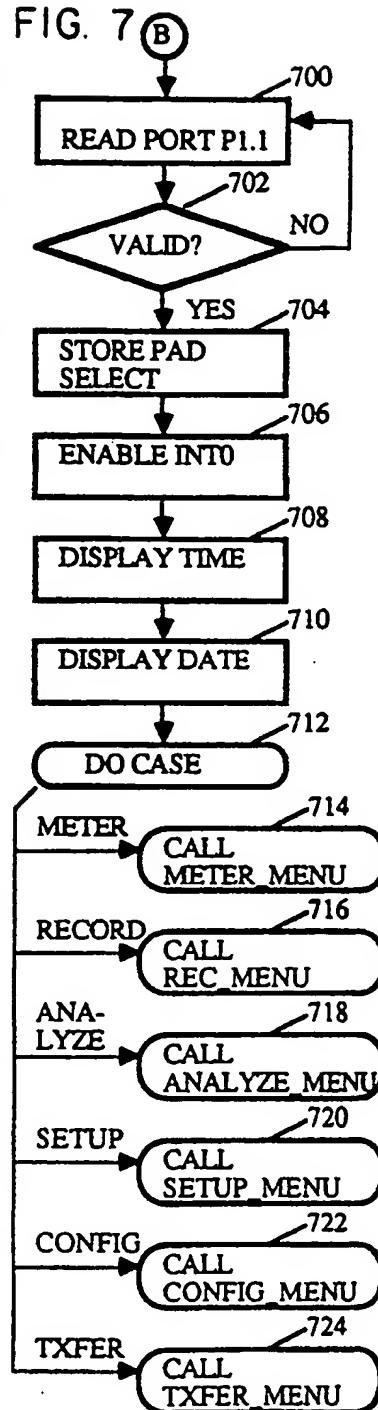 FIG. 7
B
700
READ PORT P1.1
702
VALID?
NO
YES
704
STORE PAD
SELECT
706
ENABLE INT0
708
DISPLAY TIME
710
DISPLAY DATE
712
DO CASE
METER
714
CALL
METER_MENU
RECORD
716
CALL
REC_MENU
ANA-
LYZE
718
CALL
ANALYZE_MENU
SETUP
720
CALL
SETUP_MENU
CONFIG
722
CALL
CONFIG_MENU
TXFER
724
CALL
TXFER_MENU